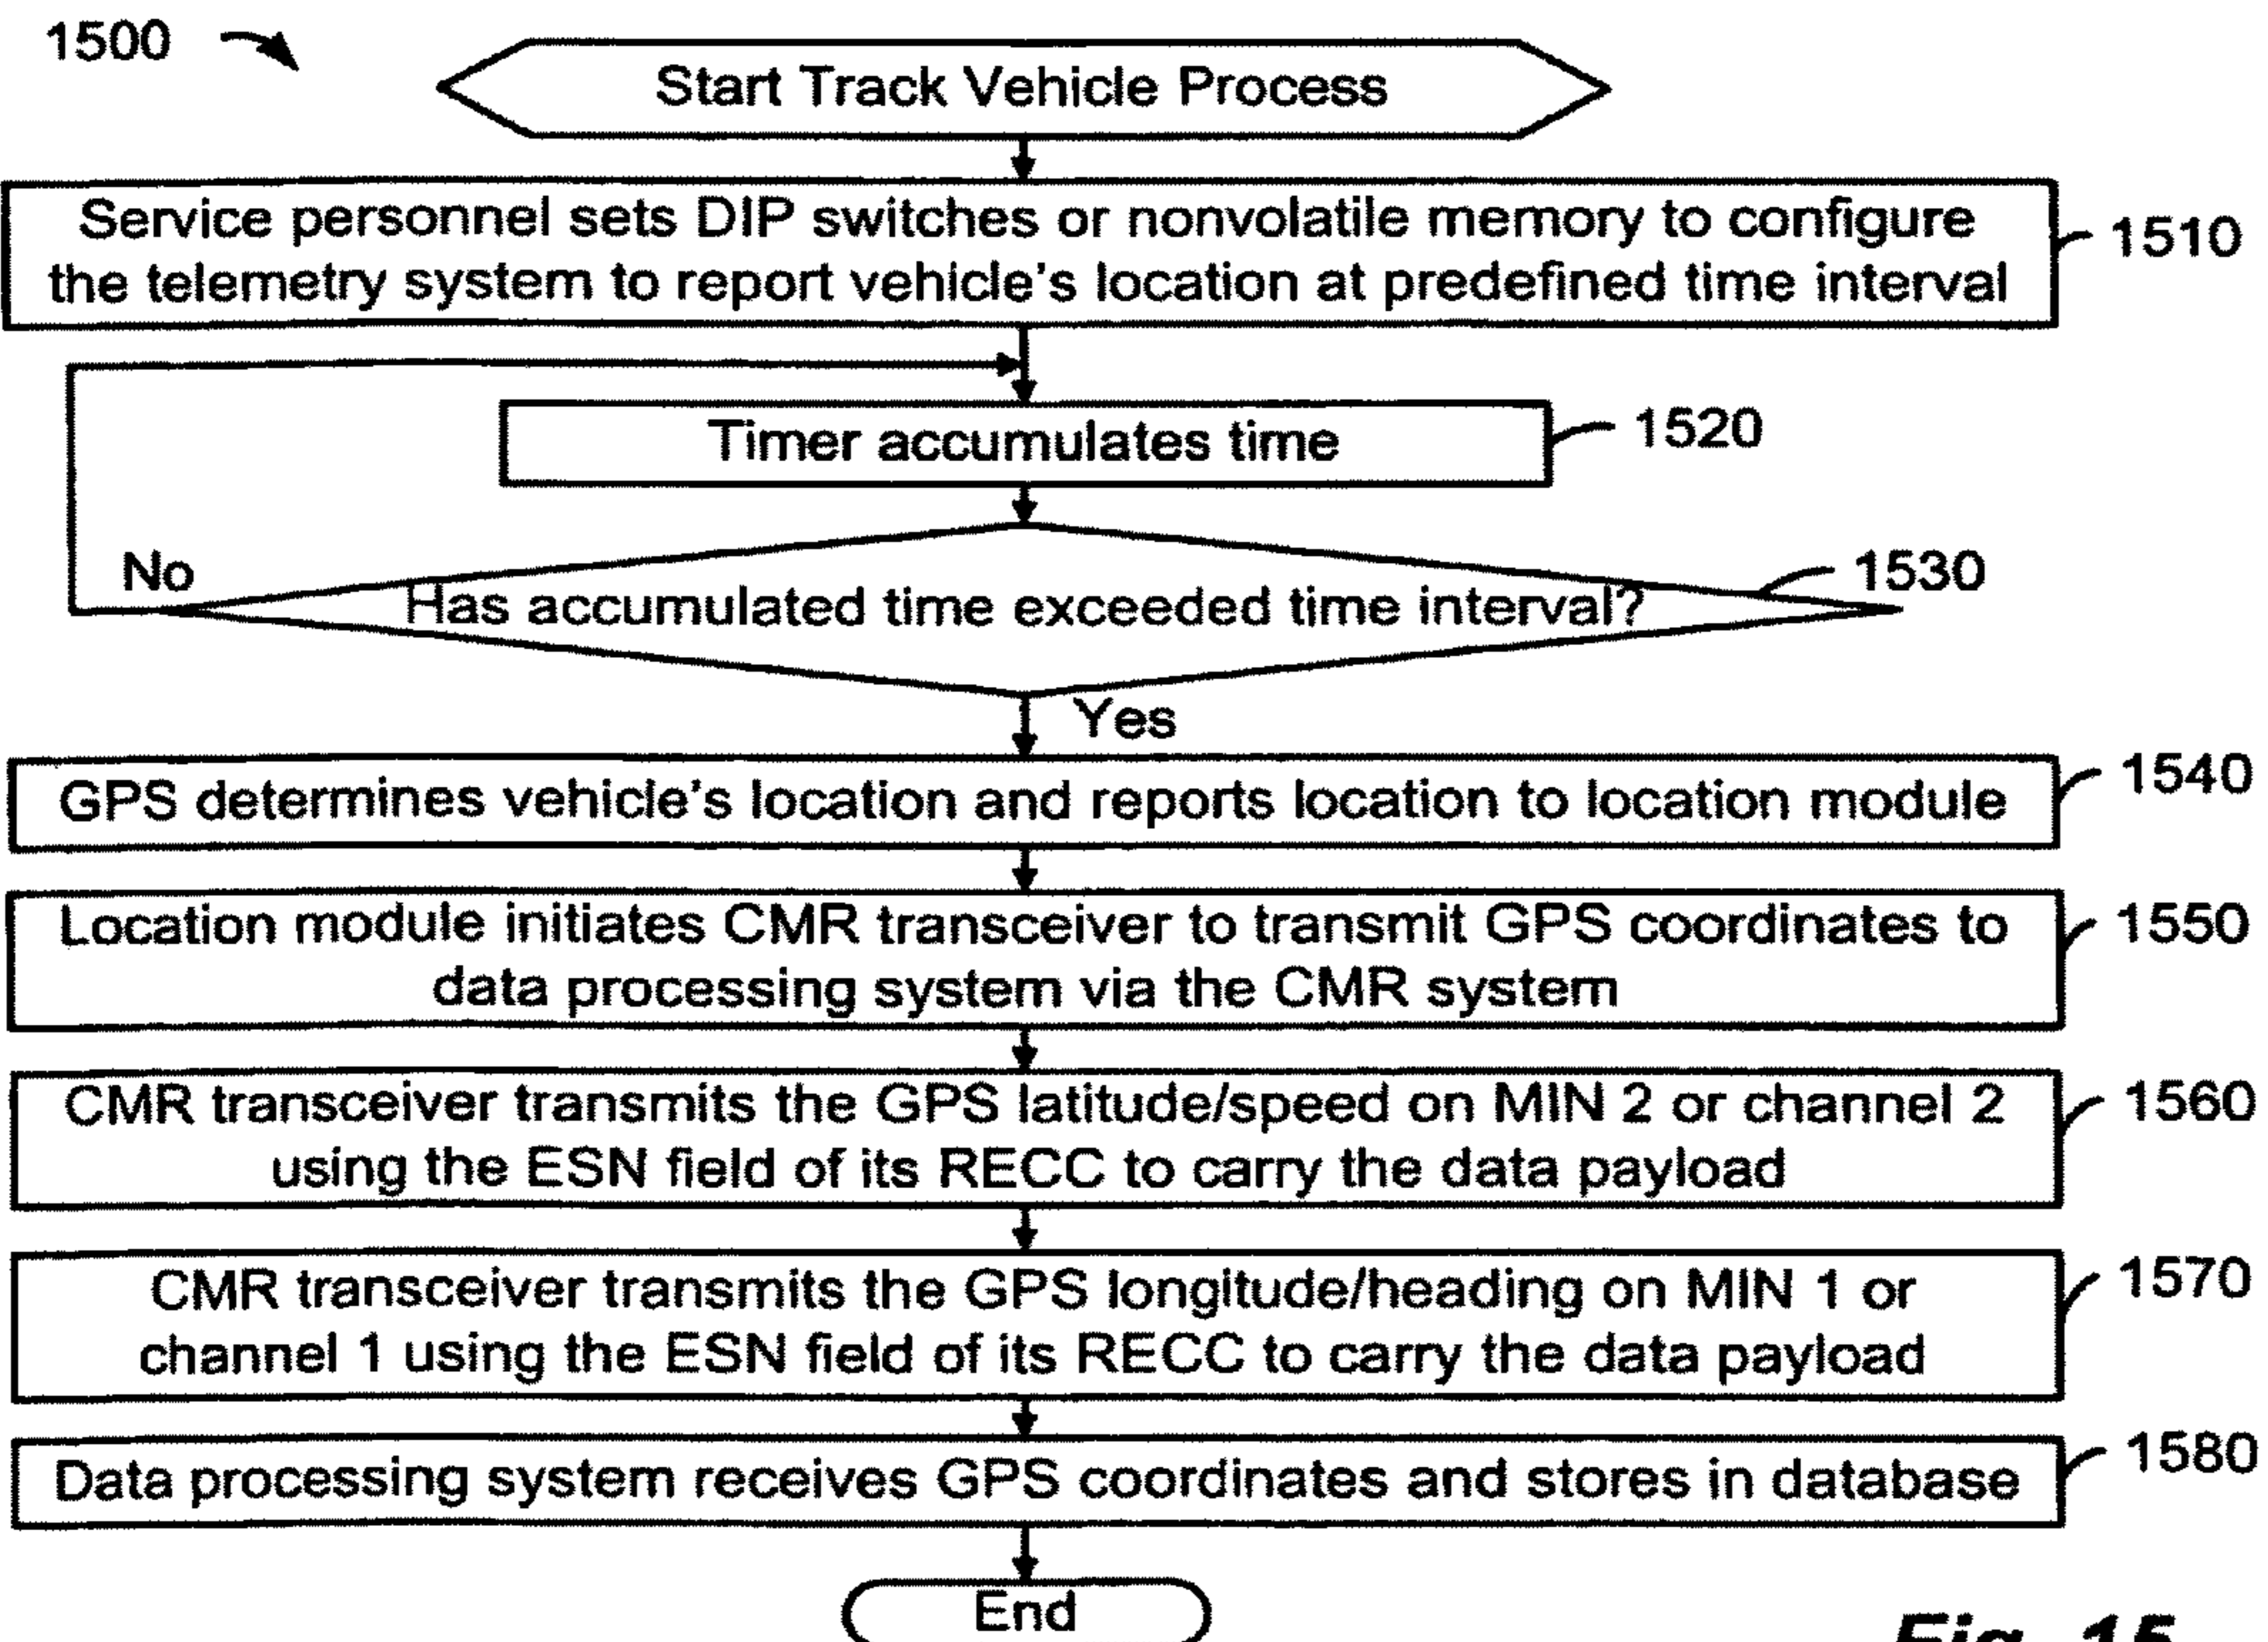 1500
Start Track Vehicle Process
Service personnel sets DIP switches or nonvolatile memory to configure
the telemetry system to report vehicle's location at predefined time interval
1510
Timer accumulates time
1520
No
Has accumulated time exceeded time interval?
1530
Yes
GPS determines vehicle's location and reports location to location module
1540
Location module initiates CMR transceiver to transmit GPS coordinates to
data processing system via the CMR system
1550
CMR transceiver transmits the GPS latitude/speed on MIN 2 or channel 2
using the ESN field of its RECC to carry the data payload
1560
CMR transceiver transmits the GPS longitude/heading on MIN 1 or
channel 1 using the ESN field of its RECC to carry the data payload
1570
Data processing system receives GPS coordinates and stores in database
1580
End
Fig. 15